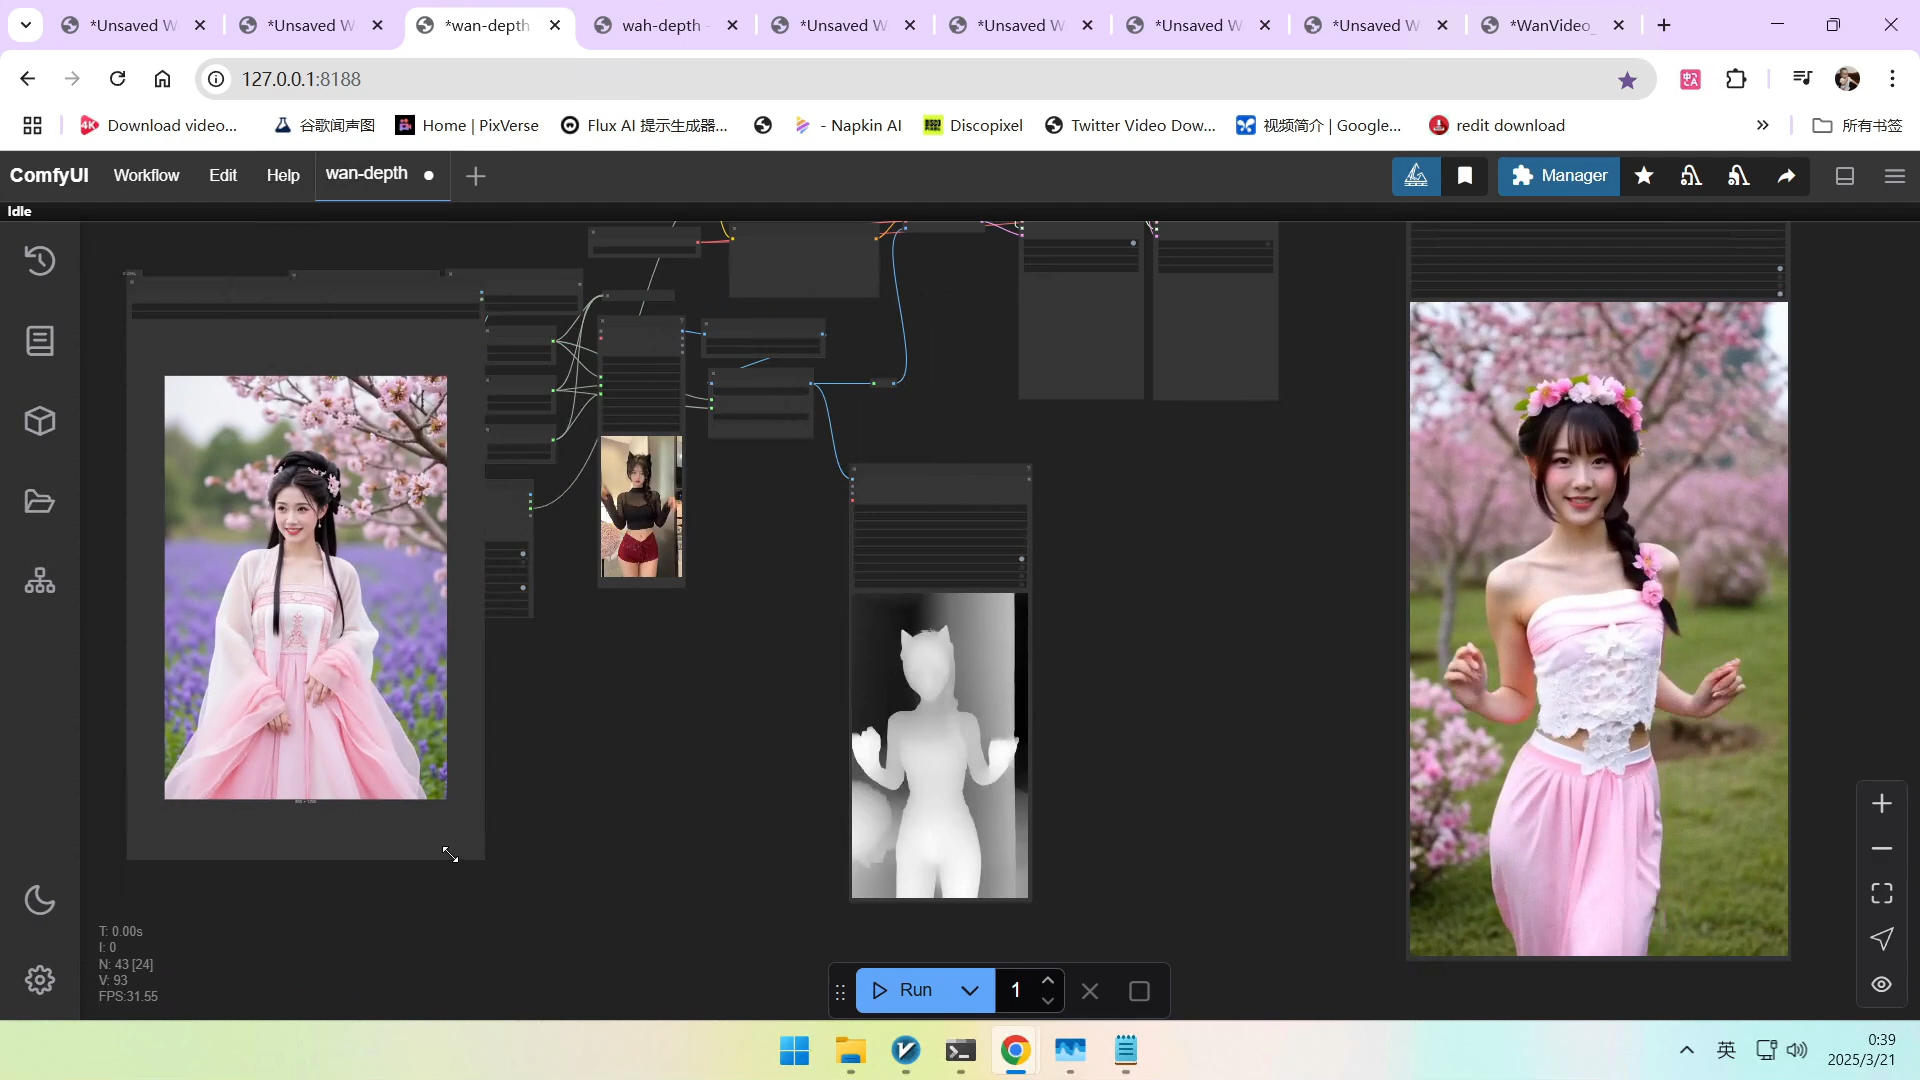 *Unsaved W
*Unsaved W
*wan-depth
wah-depth -
*Unsaved W
*Unsaved W
*Unsaved W
*Unsaved W
*WanVideo_
127.0.0.1:8188
Download video...
谷歌闻声图
Home | PixVerse
Flux AI 提示生成器...
- Napkin AI
Discopixel
Twitter Video Dow...
视频简介 | Google...
redit download
所有书签
ComfyUI
Workflow
Edit
Help
wan-depth
Manager
Idle
T: 0.00s
I: 0
N: 43 [24]
V: 93
FPS:31.55
Run
1
英
0:39
2025/3/21